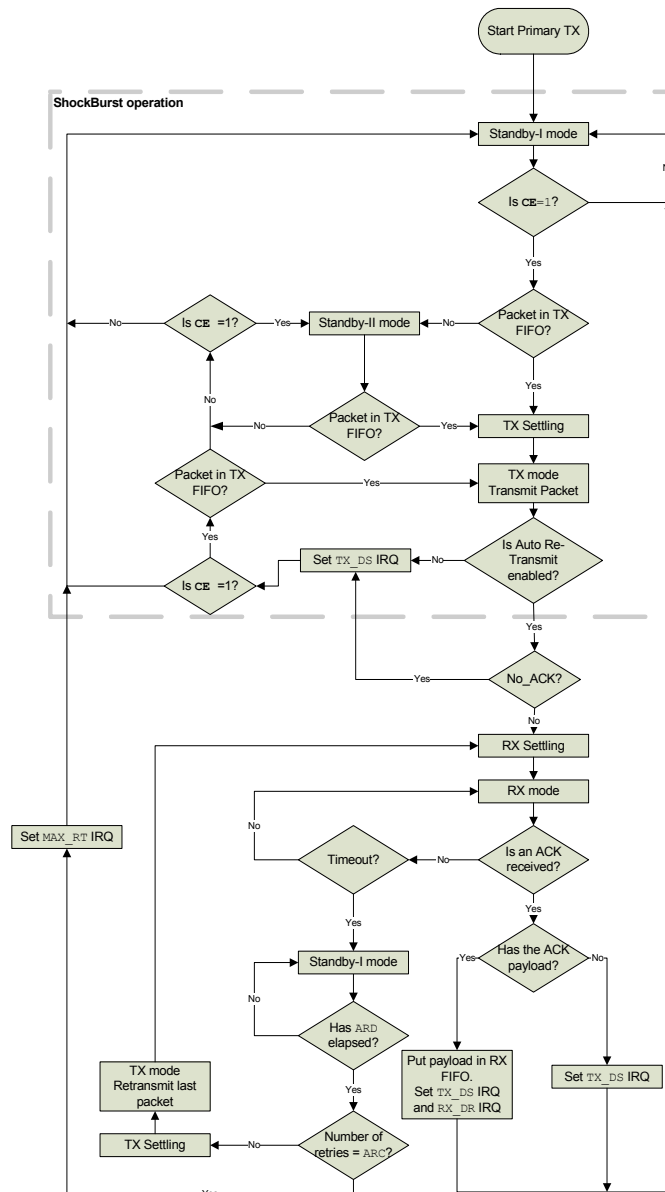 Start Primary TX
ShockBurst operation
Standby-I mode
Is CE=1?
Yes
Is CE =1?
No
Yes
Standby-II mode
No
Packet in TX
FIFO?
Yes
No
No
Packet in TX
FIFO?
Yes
TX Settling
Packet in TX
FIFO?
Yes
TX mode
Transmit Packet
Yes
Is CE =1?
Set TX_DS IRQ
No
Is Auto Re-
Transmit
enabled?
Yes
Yes
No_ACK?
No
RX Settling
RX mode
No
Set MAX_RT IRQ
Timeout?
No
Is an ACK
received?
Yes
Yes
Standby-I mode
Yes
Has the ACK
payload?
No
No
Has ARD
elapsed?
Yes
TX mode
Retransmit last
packet
Put payload in RX
FIFO.
Set TX_DS IRQ
and RX_DR IRQ
Set TX_DS IRQ
TX Settling
No
Number of
retries = ARC?